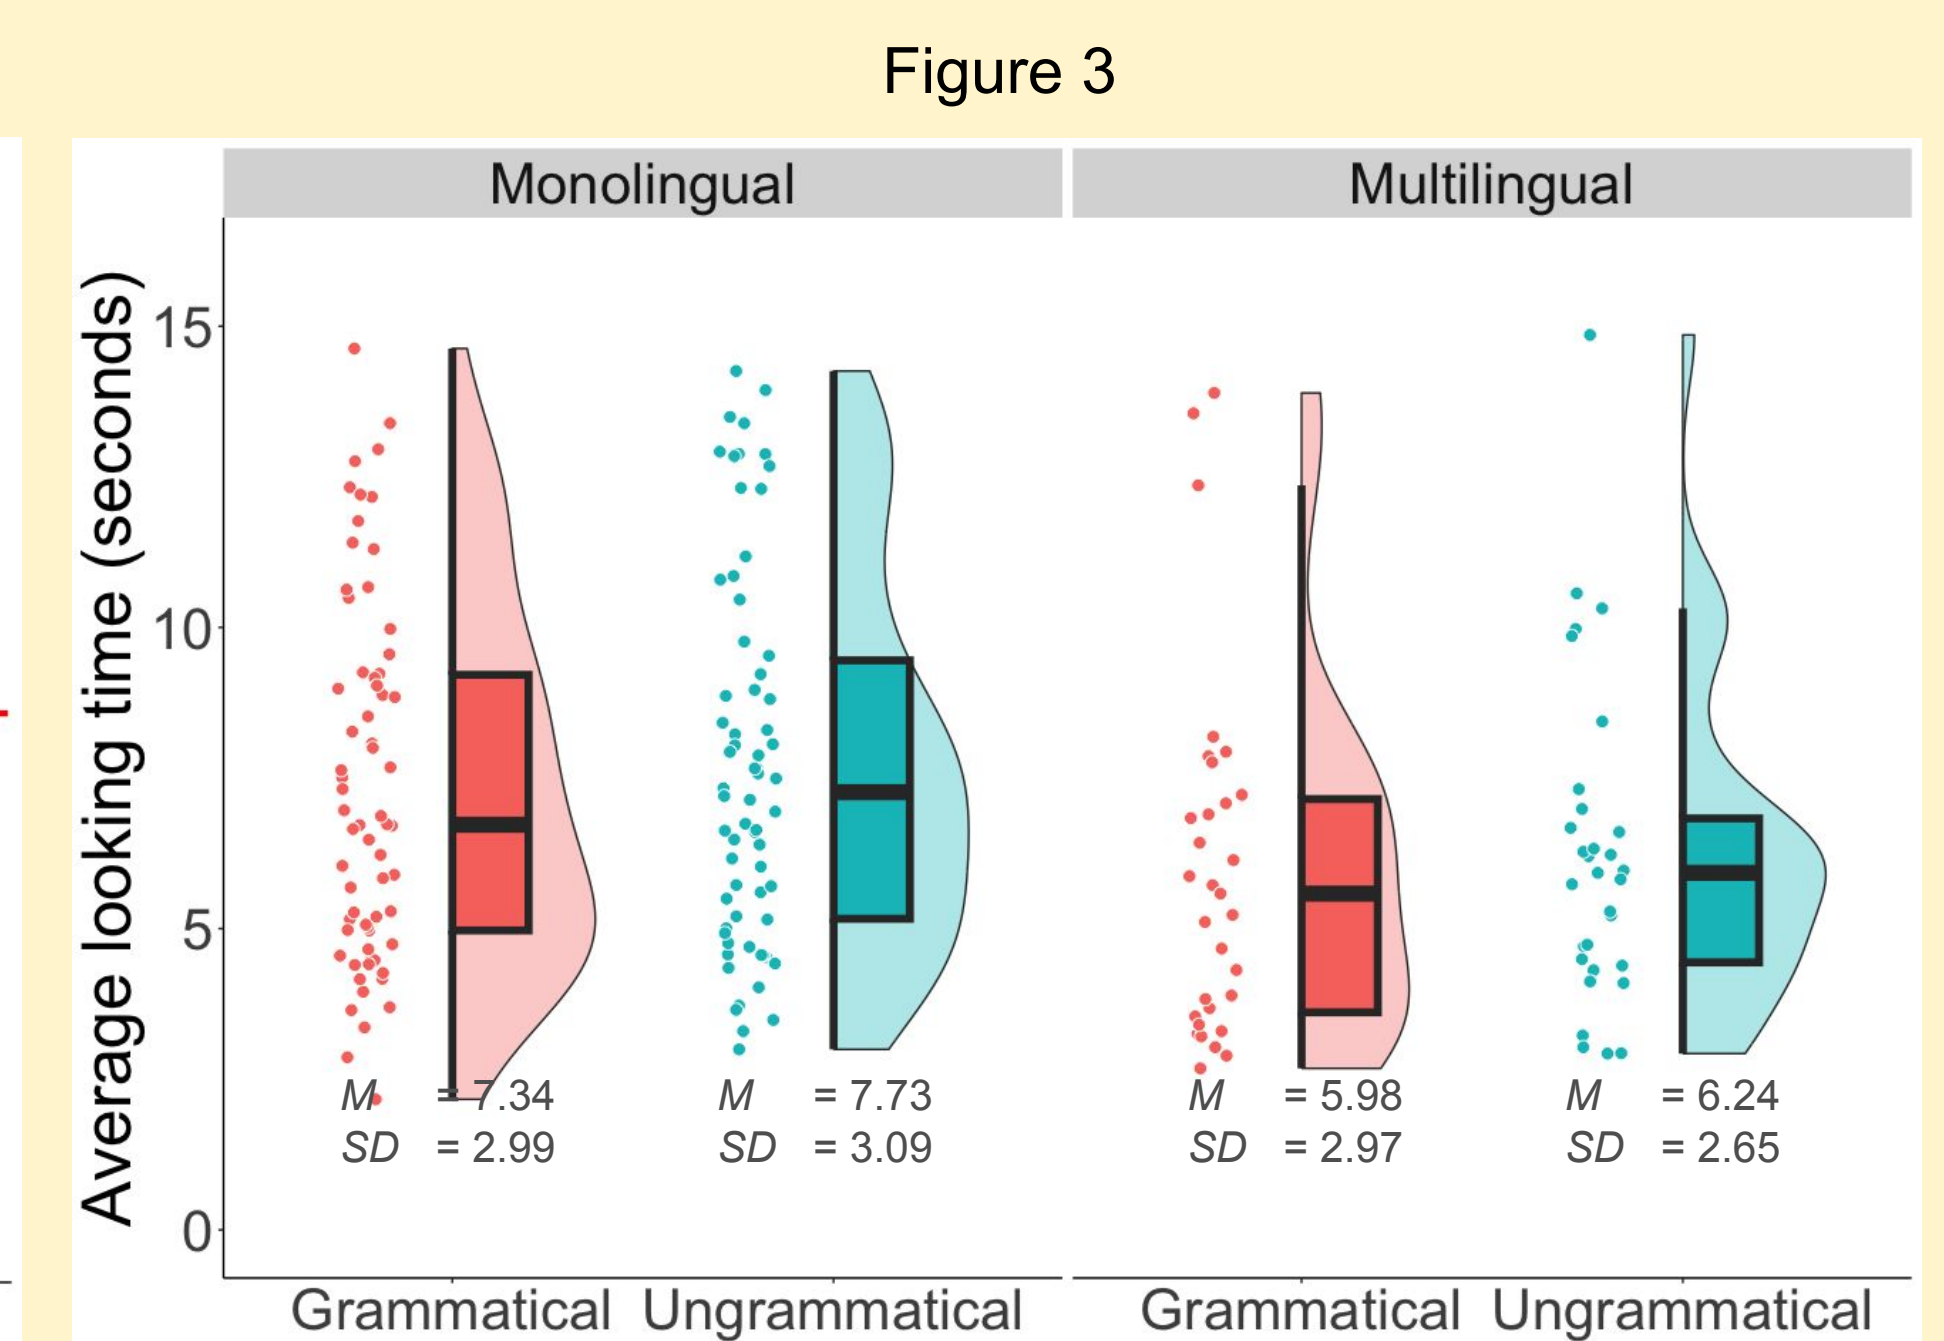 Figure 3
Monolingual
Multilingual
Average looking time (seconds)
15
10
5
0
M = 7.34
SD = 2.99
M = 7.73
SD = 3.09
M = 5.98
SD = 2.97
M = 6.24
SD = 2.65
Grammatical
Ungrammatical
Grammatical
Ungrammatical